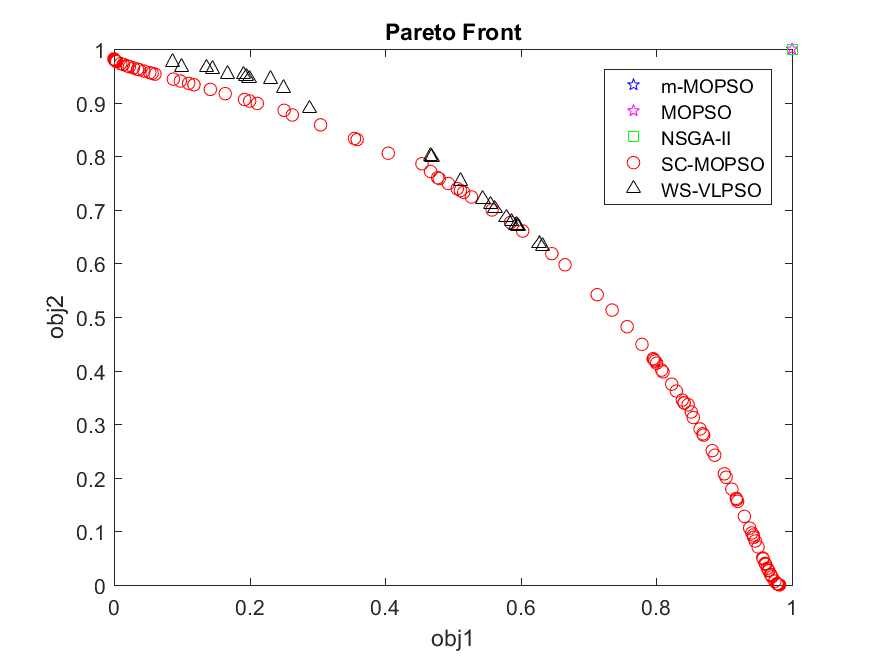 Pareto Front
1
0.9
0.8
0.7
0.6
0.5
0.4
0.3
0.2
0.1
0
obj2
m-MOPSO
MOPSO
NSGA-II
SC-MOPSO
WS-VLPSO
0 0.2 0.4 0.6 0.8 1
obj1